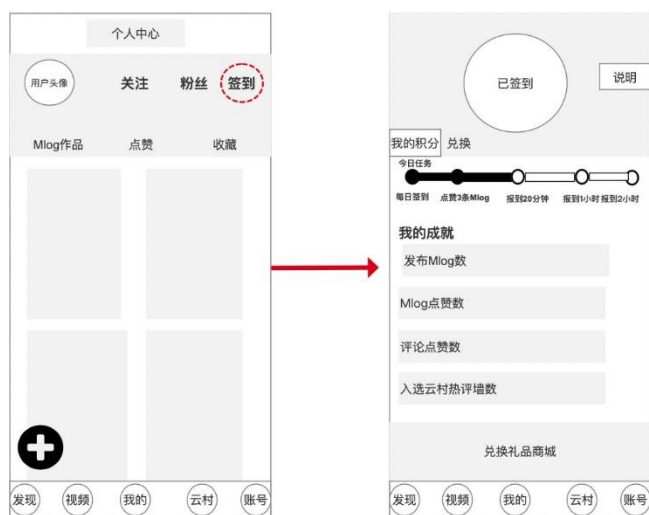 个人中心
用户头像 关注 粉丝 签到
Mlog作品 点赞 收藏
发现 视频 我的 云村 账号
已签到
说明
我的积分 兑换
今日任务
每日签到 点赞3条Mlog 报到20分钟 报到1小时 报到2小时
我的成就
发布Mlog数
Mlog点赞数
评论点赞数
入选云村热评墙数
兑换礼品商城
发现 视频 我的 云村 账号